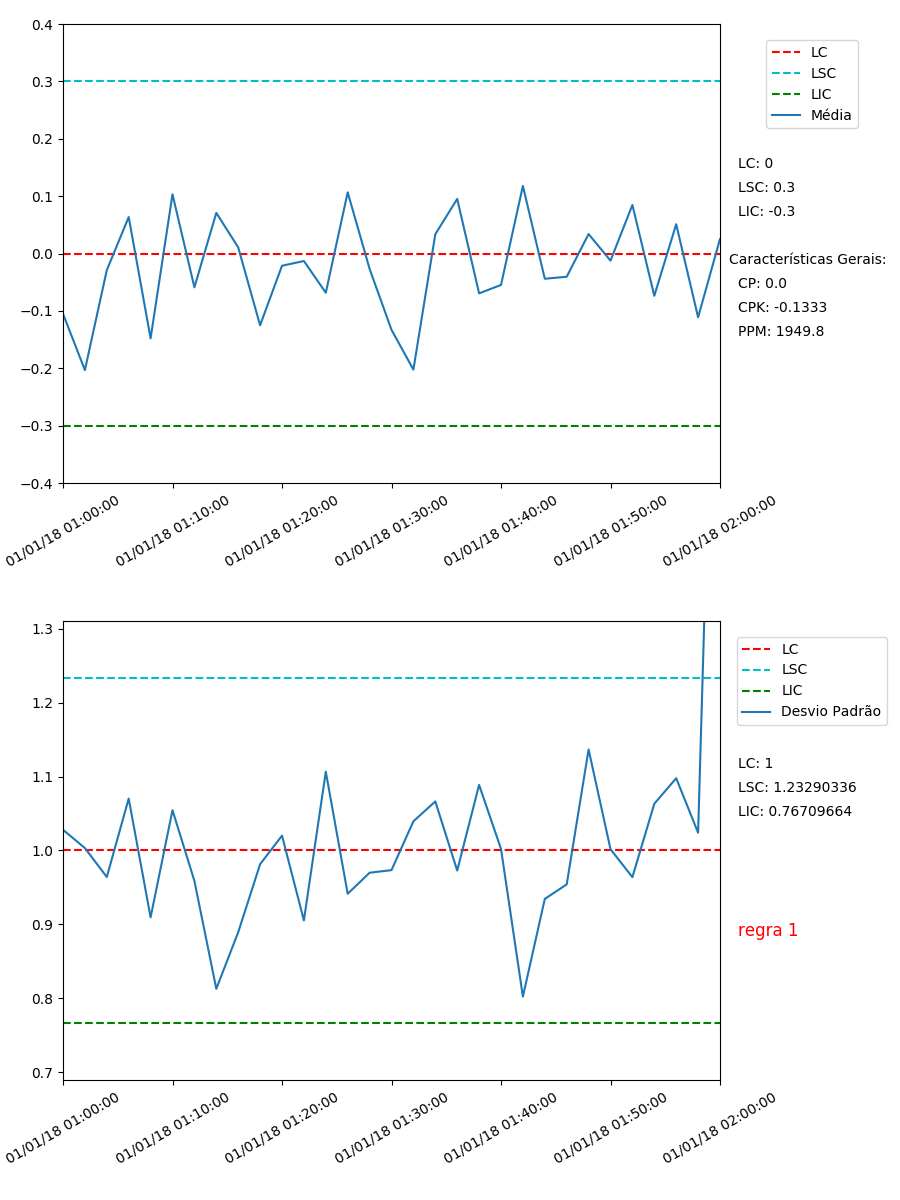 0.4
0.3
0.2
0.1
0.0
−0.1
−0.2
−0.3
−0.4
01/01/18 01:00:00
01/01/18 01:10:00
01/01/18 01:20:00
01/01/18 01:30:00
01/01/18 01:40:00
01/01/18 01:50:00
01/01/18 02:00:00
LC
LSC
LIC
Média
LC: 0
LSC: 0.3
LIC: -0.3
Características Gerais:
CP: 0.0
CPK: -0.1333
PPM: 1949.8
1.3
1.2
1.1
1.0
0.9
0.8
0.7
01/01/18 01:00:00
01/01/18 01:10:00
01/01/18 01:20:00
01/01/18 01:30:00
01/01/18 01:40:00
01/01/18 01:50:00
01/01/18 02:00:00
LC
LSC
LIC
Desvio Padrão
LC: 1
LSC: 1.23290336
LIC: 0.76709664
regra 1